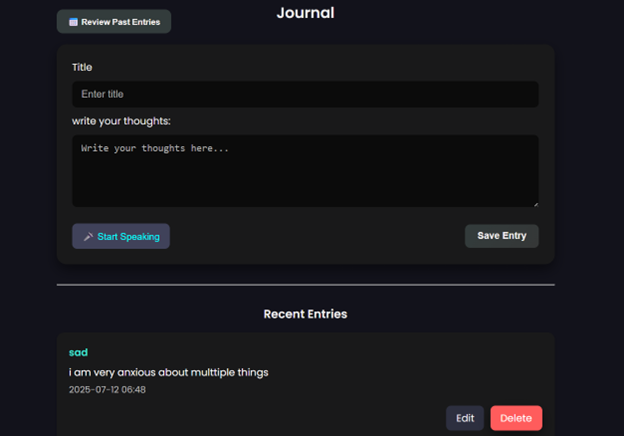 Journal
Review Past Entries
Title
Enter title
write your thoughts:
Write your thoughts here...
Start Speaking
Save Entry
Recent Entries
sad
i am very anxious about multtiple things
2025-07-12 06:48
Edit
Delete